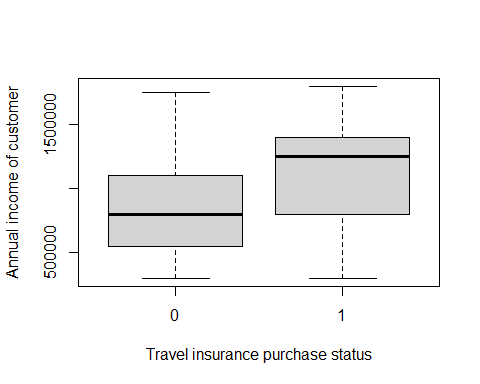 Annual income of customer
1500000
500000
0
1
Travel insurance purchase status